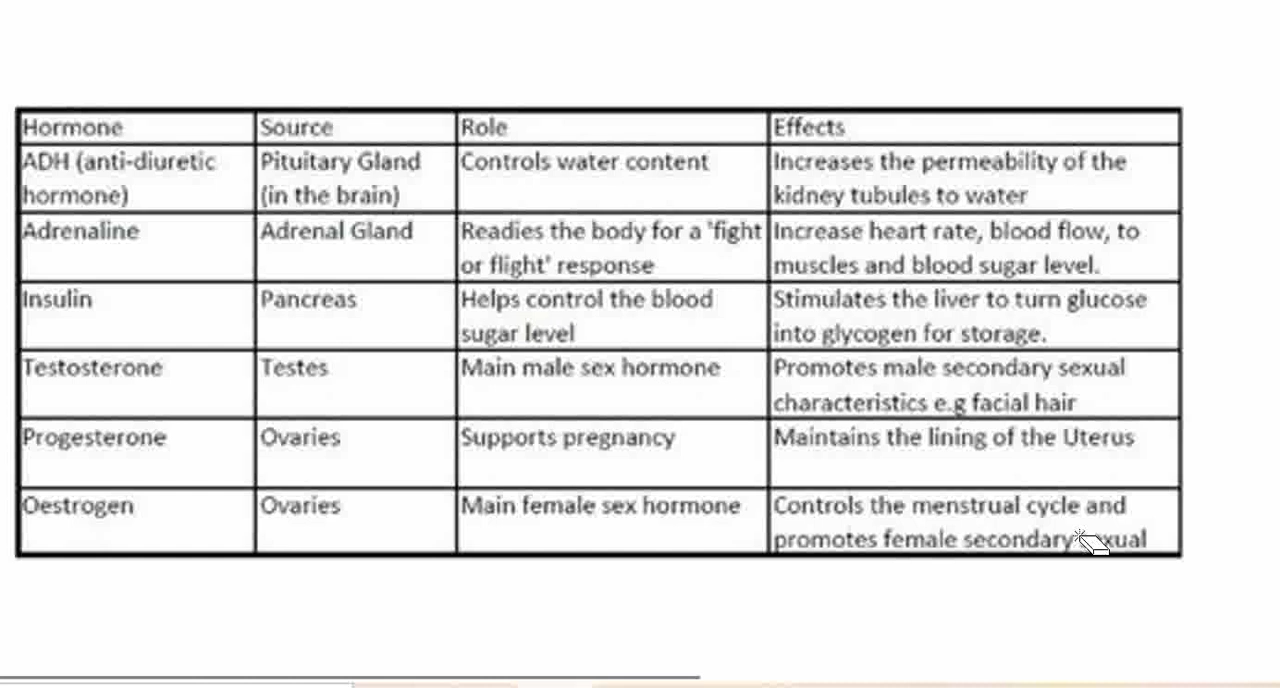 Hormone Source Role Effects
ADH (anti-diuretic Pituitary Gland Controls water content Increases the permeability of the
hormone) (in the brain) kidney tubules to water
Adrenaline Adrenal Gland Readies the body for a 'fight Increase heart rate, blood flow, to
or flight' response muscles and blood sugar level.
Insulin Pancreas Helps control the blood Stimulates the liver to turn glucose
sugar level into glycogen for storage.
Testosterone Testes Main male sex hormone Promotes male secondary sexual
characteristics e.g facial hair
Progesterone Ovaries Supports pregnancy Maintains the lining of the Uterus
Oestrogen Ovaries Main female sex hormone Controls the menstrual cycle and
promotes female secondary sexual